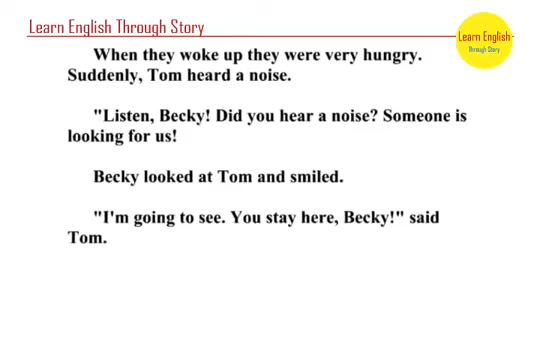 Learn English Through Story
Learn English
Through Story
When they woke up they were very hungry.
Suddenly, Tom heard a noise.
"Listen, Becky! Did you hear a noise? Someone is
looking for us!
Becky looked at Tom and smiled.
"I'm going to see. You stay here, Becky!" said
Tom.